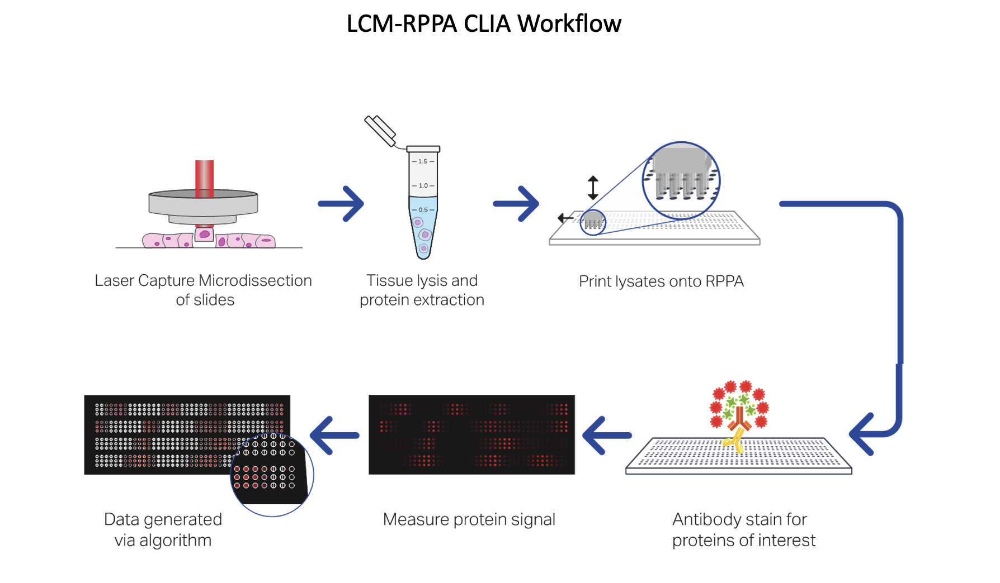 LCM-RPPA CLIA Workflow
1.5
1.0
0.5
Laser Capture Microdissection
of slides
Tissue lysis and
protein extraction
Print lysates onto RPPA
Data generated
via algorithm
Measure protein signal
Antibody stain for
proteins of interest